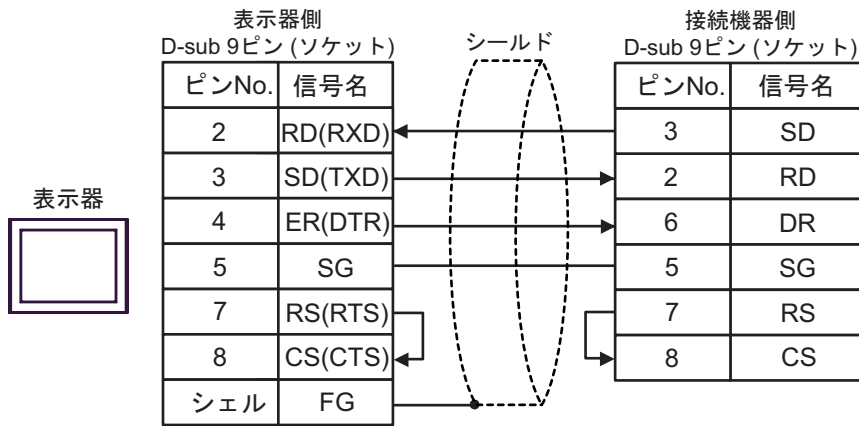 表示器側
D-sub 9ピン (ソケット)
シールド
接続機器側
D-sub 9ピン (ソケット)
ピンNo. 信号名
ピンNo. 信号名
2 RD(RXD) 3 SD
3 SD(TXD) 2 RD
表示器
4 ER(DTR) 6 DR
5 SG 5 SG
7 RS(RTS) 7 RS
8 CS(CTS) 8 CS
シェル FG